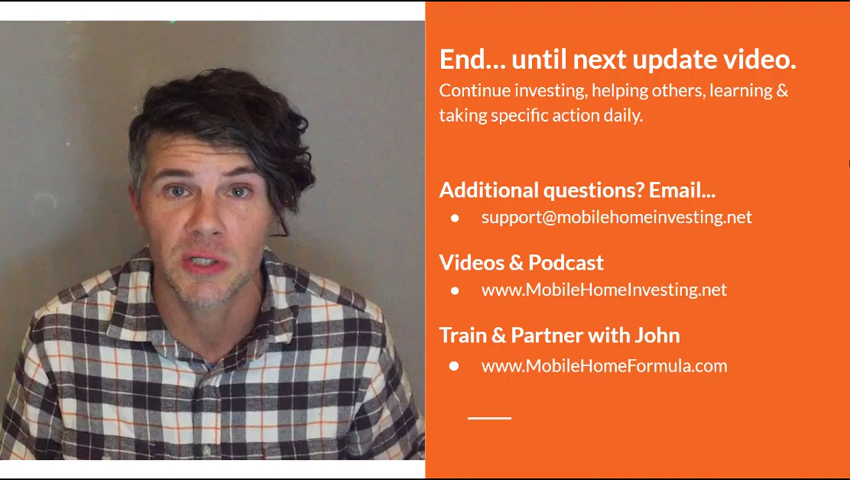 End... until next update video.
Continue investing, helping others, learning &
taking specific action daily.
Additional questions? Email...
● support@mobilehomeinvesting.net
Videos & Podcast
● www.MobileHomeInvesting.net
Train & Partner with John
● www.MobileHomeFormula.com